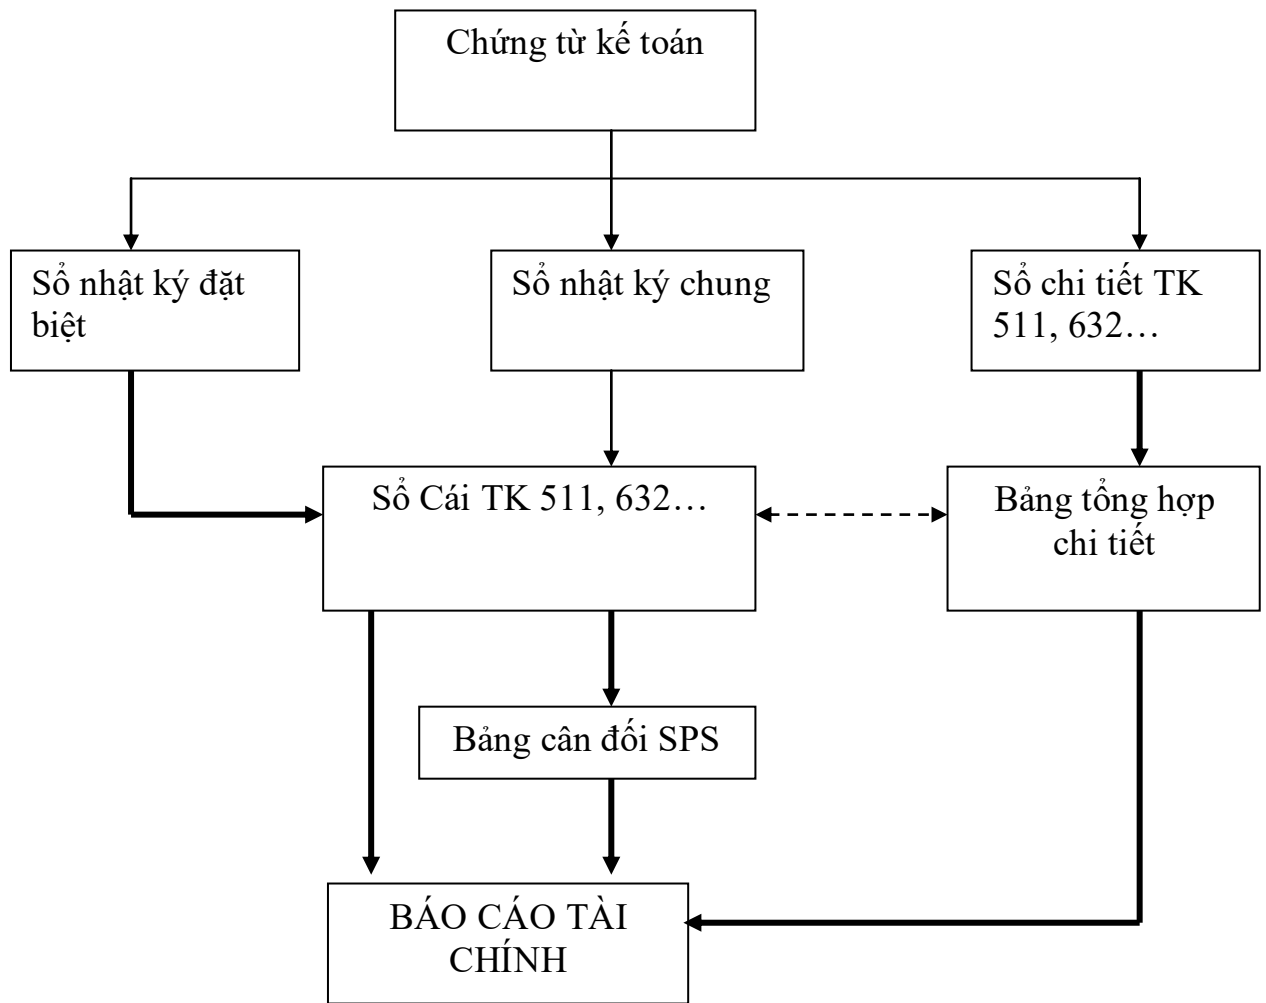 Chứng từ kế toán
Sổ nhật ký đặt
biệt
Sổ nhật ký chung
Sổ chi tiết TK
511, 632…
Sổ Cái TK 511, 632…
Bảng tổng hợp
chi tiết
Bảng cân đối SPS
BÁO CÁO TÀI
CHÍNH